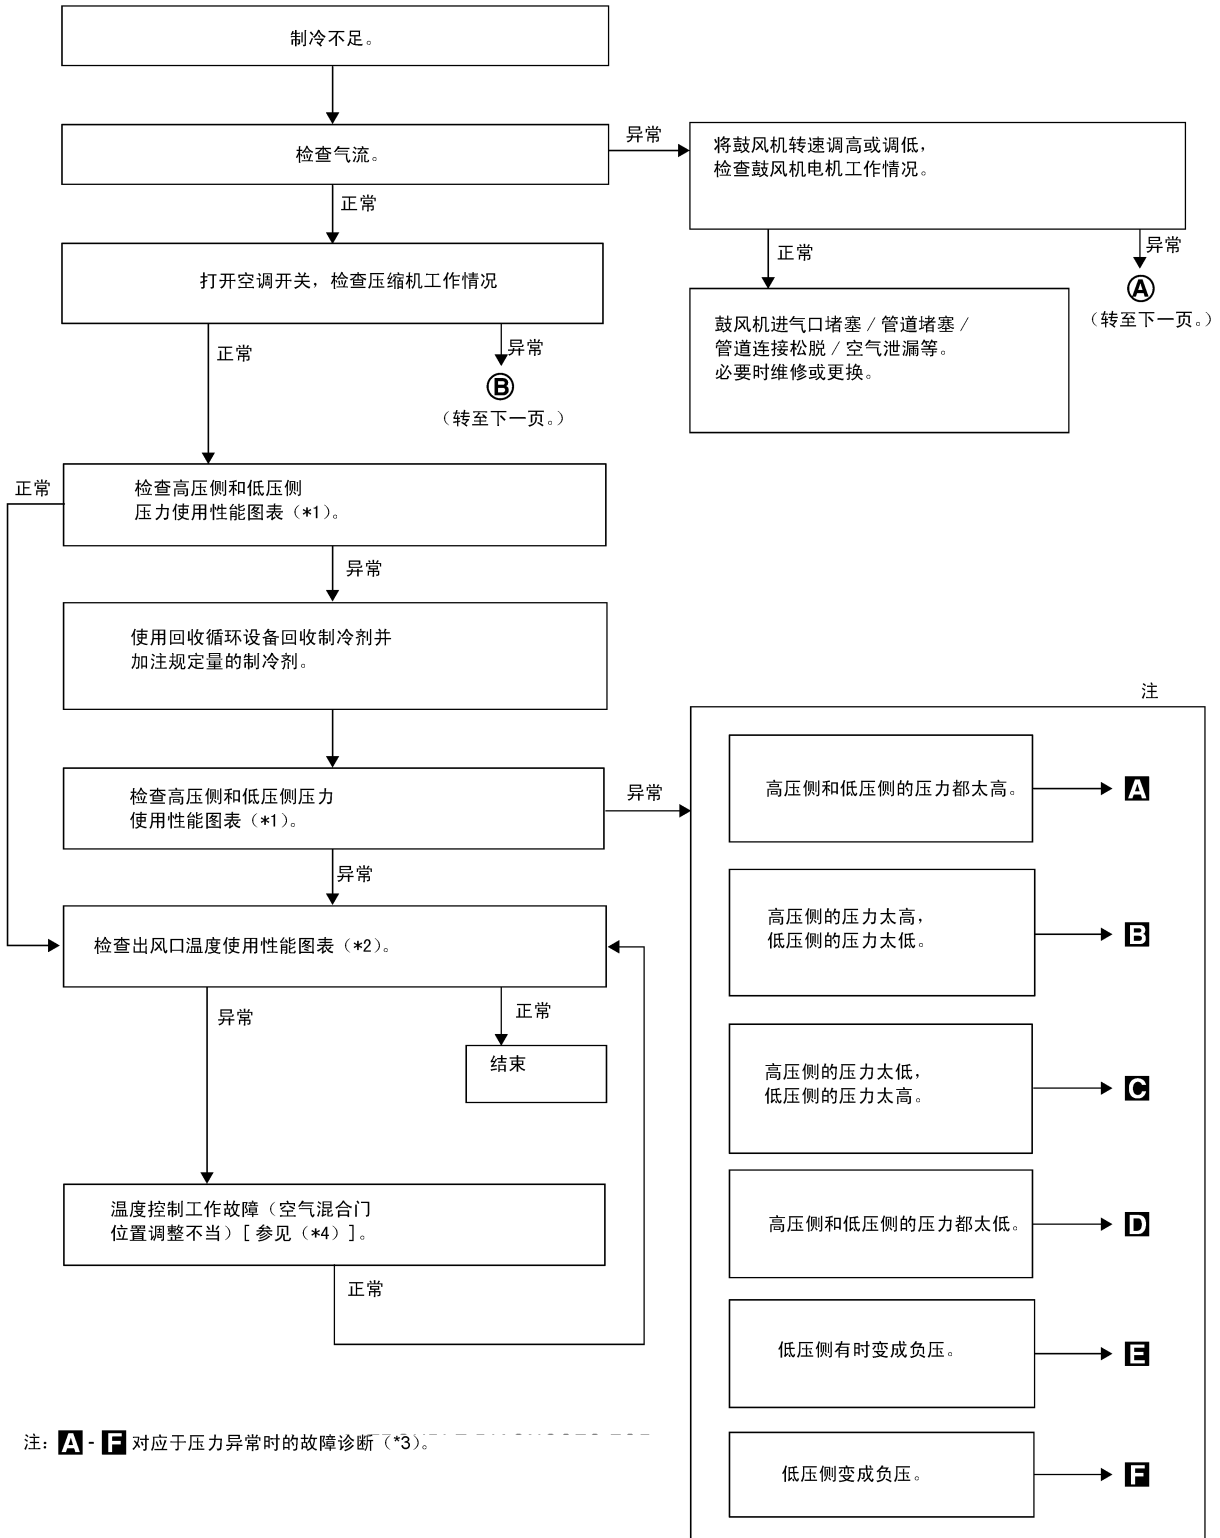 制冷不足。
检查气流。
异常
将鼓风机转速调高或调低,
检查鼓风机电机工作情况。
正常
正常
异常
A
(转至下一页。)
打开空调开关, 检查压缩机工作情况
鼓风机进气口堵塞 / 管道堵塞 /
管道连接松脱 / 空气泄漏等。
必要时维修或更换。
正常
异常
B
(转至下一页。)
正常
检查高压侧和低压侧
压力使用性能图表 (*1)。
异常
使用回收循环设备回收制冷剂并
加注规定量的制冷剂。
检查高压侧和低压侧压力
使用性能图表 (*1)。
异常
异常
检查出风口温度使用性能图表 (*2)。
异常
正常
结束
温度控制工作故障 (空气混合门
位置调整不当) [ 参见 (*4) ]。
正常
注
高压侧和低压侧的压力都太高。
A
高压侧的压力太高,
低压侧的压力太低。
B
高压侧的压力太低,
低压侧的压力太高。
C
高压侧和低压侧的压力都太低。
D
低压侧有时变成负压。
E
低压侧变成负压。
F
注: A - F 对应于压力异常时的故障诊断 (*3)。